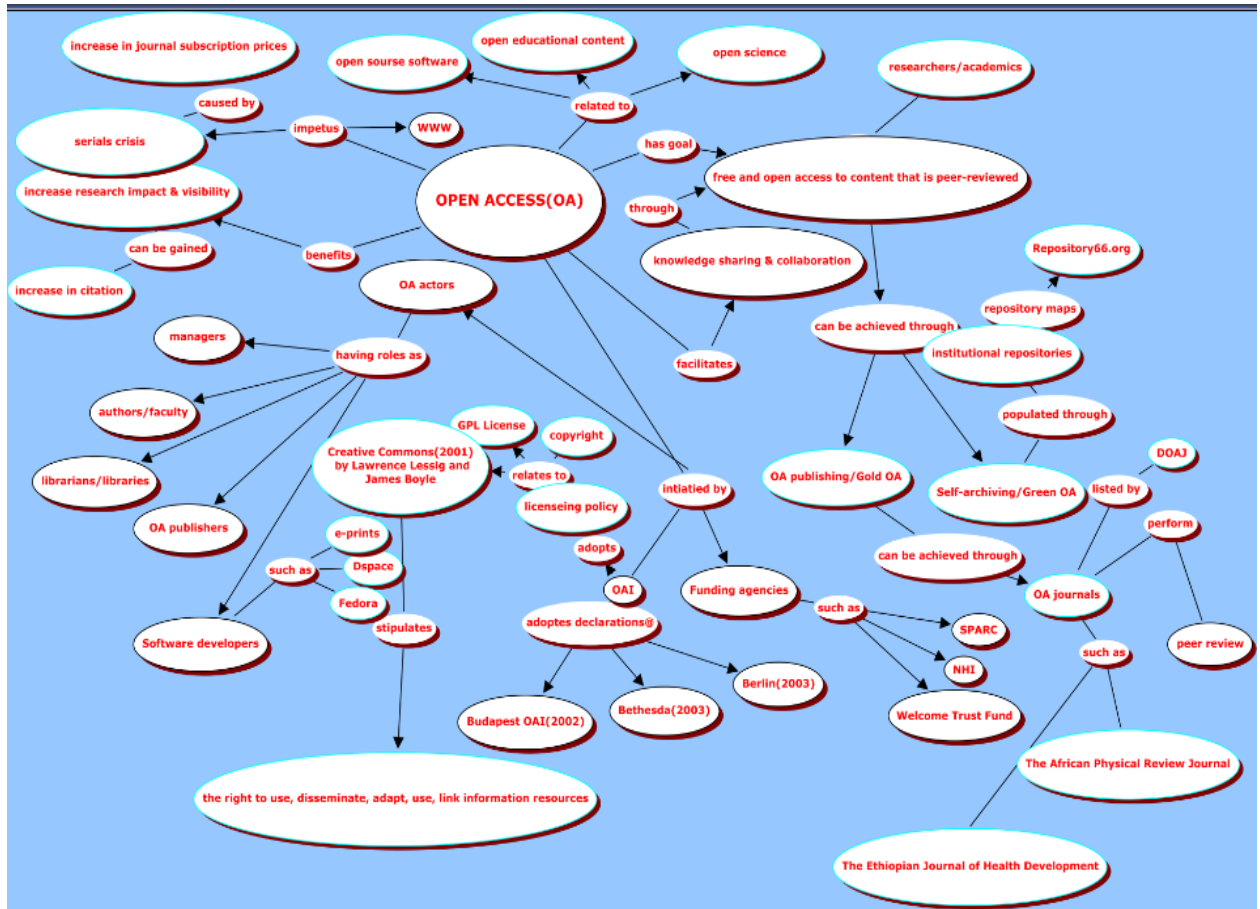 increase in journal subscription prices
open educational content
open sourse software
open science
researchers/academics
related to
caused by
impetus
WWW
serials crisis
has goal
free and open access to content that is peer-reviewed
increase research impact & visibility
OPEN ACCESS(OA)
through
can be gained
benefits
knowledge sharing & collaboration
Repository66.org
increase in citation
OA actors
repository maps
can be achieved through
managers
having roles as
facilitates
institutional repositories
authors/faculty
populated through
GPL License
copyright
Creative Commons(2001)
by Lawrence Lessig and
James Boyle
DOAJ
librarians/libraries
relates to
OA publishing/Gold OA
Self-archiving/Green OA
listed by
intiatied by
licenseing policy
OA publishers
perform
e-prints
adopts
can be achieved through
such as
Dspace
OAI
Funding agencies
OA journals
Fedora
such as
adoptes declarations@
stipulates
SPARC
Software developers
peer review
such as
NHI
Berlin(2003)
Bethesda(2003)
Welcome Trust Fund
Budapest OAI(2002)
The African Physical Review Journal
the right to use, disseminate, adapt, use, link information resources
The Ethiopian Journal of Health Development